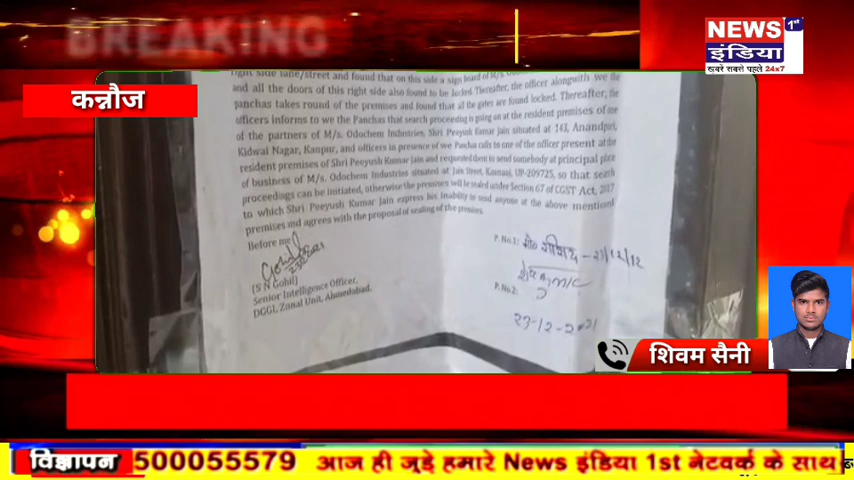 BREAKING
NEWS 1st
इंडिया
खबरें सबसे पहले 24x7
कन्नौज
right side lane/street and found that on this side a sign board of M/s.
and all the doors of this right side also found to be locked. Thereafter, the officer alongwith we the
panchas takes round of the premises and found that all the gates are found locked. Thereafter, the
officers informs to we the Panchas that search proceeding is going on at the resident premises of one
of the partners of M/s. Odochem Industries, Shri Peeyush Kumar Jain situated at 143, Anandpuri,
Kidwai Nagar, Kanpur, and officers in presence of we Panchas calls to one of the officer present at the
resident premises of Shri Peeyush Kumar Jain and requested them to send somebody at principal place
of business of M/s. Odochem Industries situated at Jain Street, Kannauj, UP-209725, so that search
proceedings can be initiated, otherwise the premises will be sealed under Section 67 of CGST Act, 2017
to which Shri Peeyush Kumar Jain express his inability to send anyone at the above mentioned
premises and agrees with the proposal of sealing of the premises.
Before me
(S N Gohil)
Senior Intelligence Officer,
DGGI, Zonal Unit, Ahmedabad.
P. No.1:
P. No.2:
23-12-2021
शिवम सैनी
विज्ञापन 500055579 आज ही जूड़े हमारे News इंडिया 1st नेटवर्क के साथ